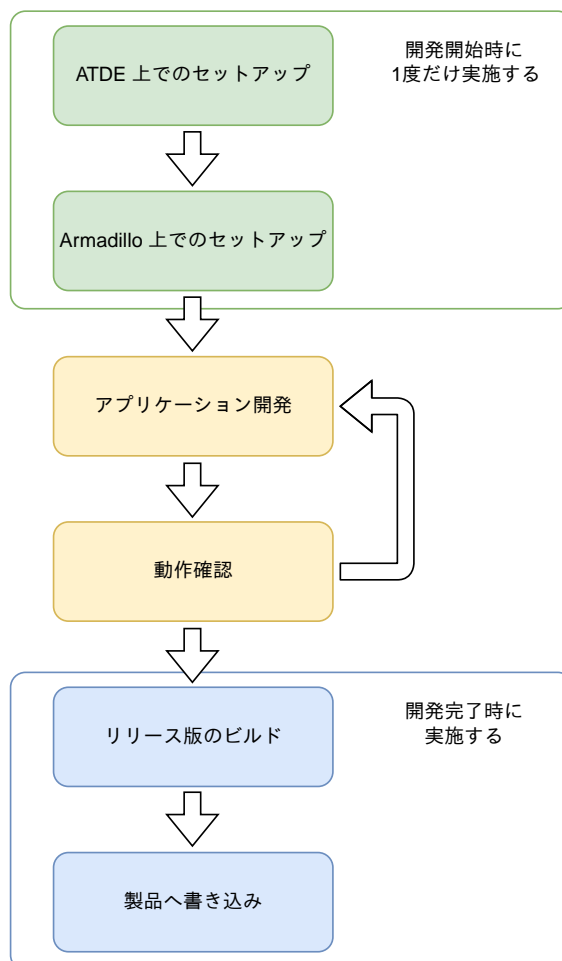 ATDE 上でのセットアップ
開発開始時に
1度だけ実施する
Armadillo 上でのセットアップ
アプリケーション開発
動作確認
リリース版のビルド
開発完了時に
実施する
製品へ書き込み